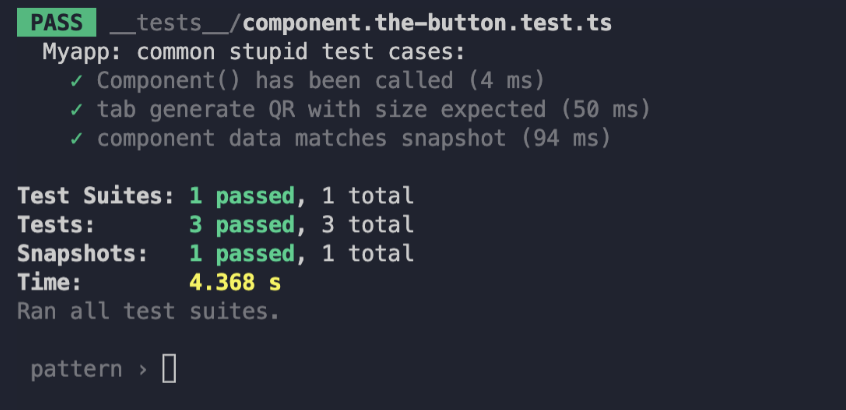 PASS __tests__/component.the-button.test.ts
Myapp: common stupid test cases:
✓ Component() has been called (4 ms)
✓ tab generate QR with size expected (50 ms)
✓ component data matches snapshot (94 ms)
Test Suites: 1 passed, 1 total
Tests: 3 passed, 3 total
Snapshots: 1 passed, 1 total
Time: 4.368 s
Ran all test suites.
pattern ›